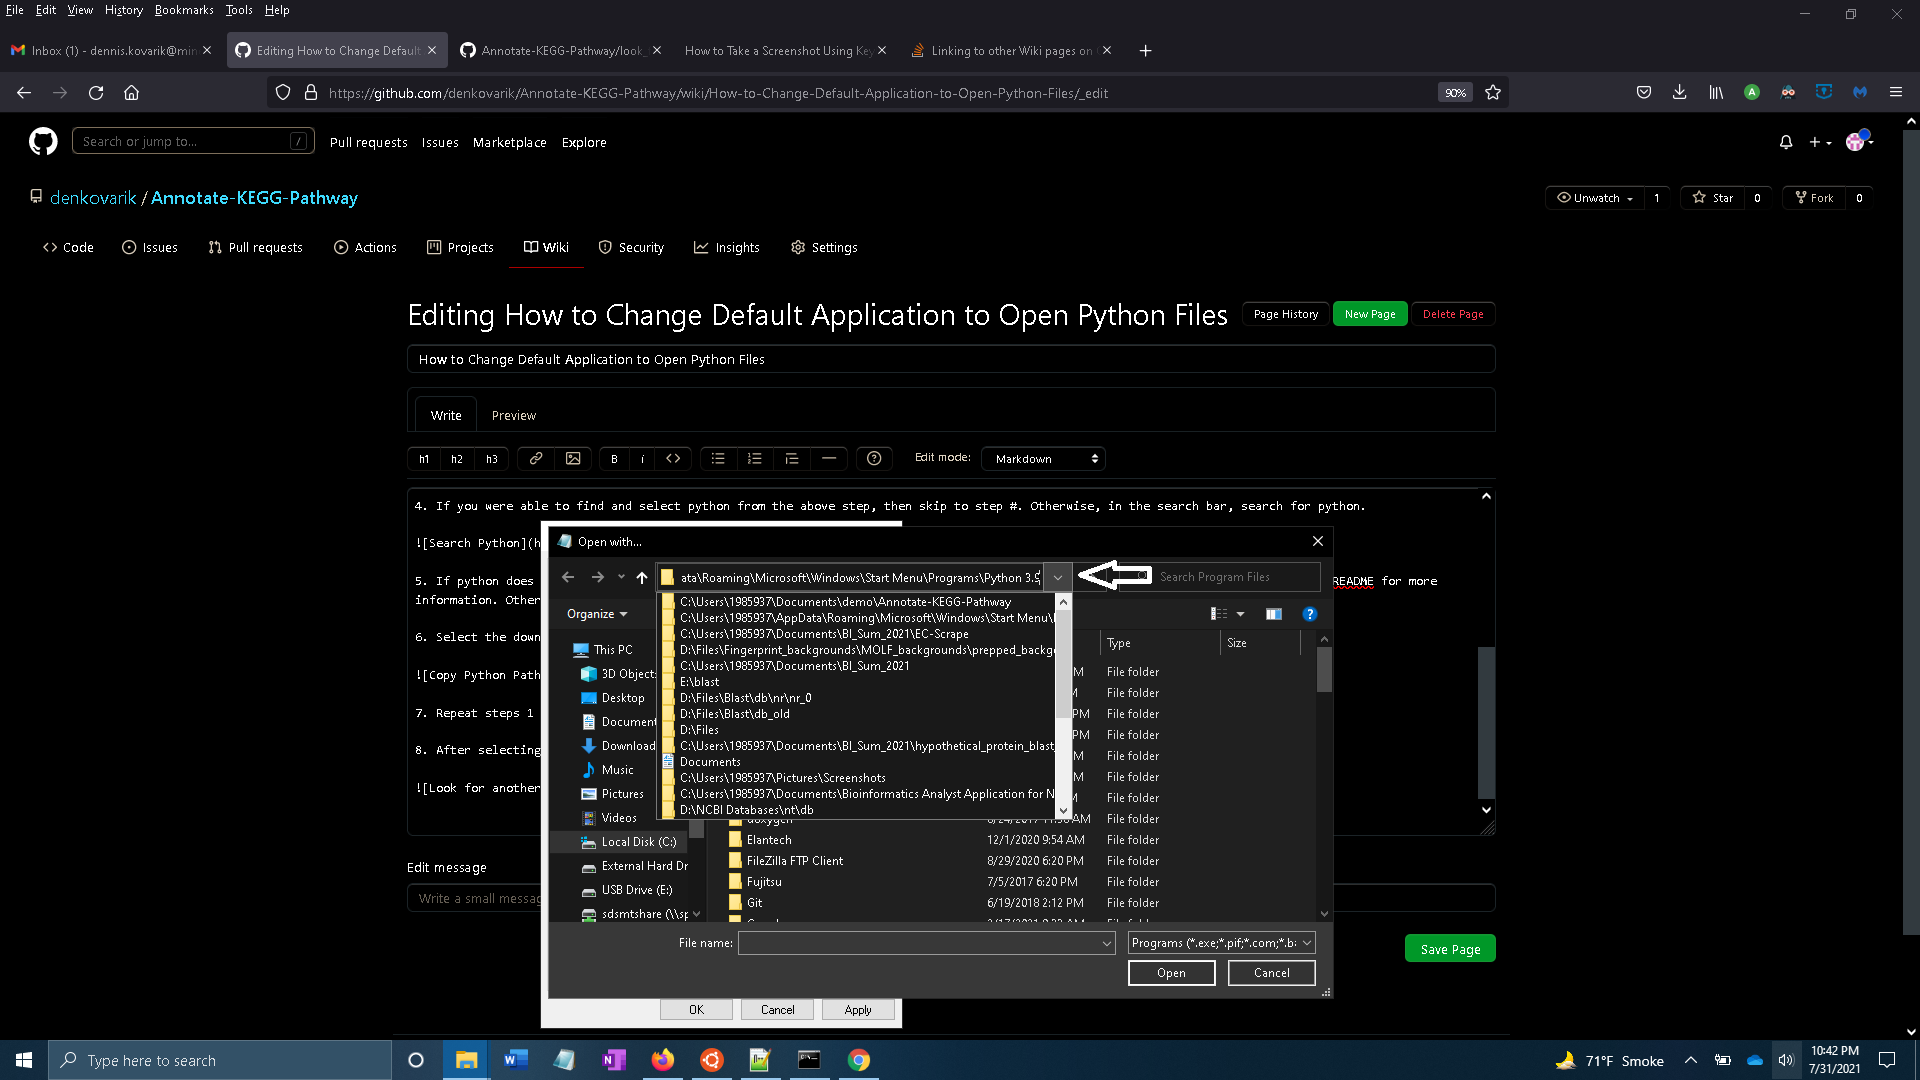 File Edit View History Bookmarks Tools Help
Inbox (1) - dennis.kovarik@min
Editing How to Change Default
Annotate-KEGG-Pathway/look_
How to Take a Screenshot Using Key
Linking to other Wiki pages on
https://github.com/denkovarik/Annotate-KEGG-Pathway/wiki/How-to-Change-Default-Application-to-Open-Python-Files/_edit
90%
Search or jump to... /
Pull requests Issues Marketplace Explore
denkovarik / Annotate-KEGG-Pathway
Unwatch 1 Star 0 Fork 0
Code Issues Pull requests Actions Projects Wiki Security Insights Settings
Editing How to Change Default Application to Open Python Files
Page History New Page Delete Page
How to Change Default Application to Open Python Files
Write Preview
h1 h2 h3 B i Edit mode: Markdown
4. If you were able to find and select python from the above step, then skip to step #. Otherwise, in the search bar, search for python.
![Search Python](h
5. If python does
README for more
information. Other
6. Select the down
![Copy Python Path
7. Repeat steps 1
8. After selecting
![Look for another
Edit message
Write a small messag
Save Page
Open with...
ata\Roaming\Microsoft\Windows\Start Menu\Programs\Python 3.9
Search Program Files
C:\Users\1985937\Documents\demo\Annotate-KEGG-Pathway
C:\Users\1985937\AppData\Roaming\Microsoft\Windows\Start Menu\
C:\Users\1985937\Documents\BI_Sum_2021\EC-Scrape
D:\Files\Fingerprint_backgrounds\MOLF_backgrounds\prepped_backg
C:\Users\1985937\Documents\BI_Sum_2021
E:\blast
D:\Files\Blast\db\nr\nr_0
D:\Files\Blast\db_old
D:\Files
C:\Users\1985937\Documents\BI_Sum_2021\hypothetical_protein_blast
Documents
C:\Users\1985937\Pictures\Screenshots
C:\Users\1985937\Documents\Bioinformatics Analyst Application for N
D:\NCBI Databases\nt\db
Organize
This PC
3D Object
Desktop
Document
Download
Music
Pictures
Videos
Local Disk (C:)
External Hard Dr
USB Drive (E:)
sdsmtshare (\\sp
Type Size
M File folder
M File folder
PM File folder
PM File folder
M File folder
M File folder
M File folder
doxygen 8/24/2017 11:56 AM File folder
Elantech 12/1/2020 9:54 AM File folder
FileZilla FTP Client 8/29/2020 6:20 PM File folder
Fujitsu 7/5/2017 6:20 PM File folder
Git 6/19/2018 2:12 PM File folder
File name:
Programs (*.exe;*.pif;*.com;*.ba
Open Cancel
OK Cancel Apply
Type here to search
71°F Smoke
10:42 PM
7/31/2021